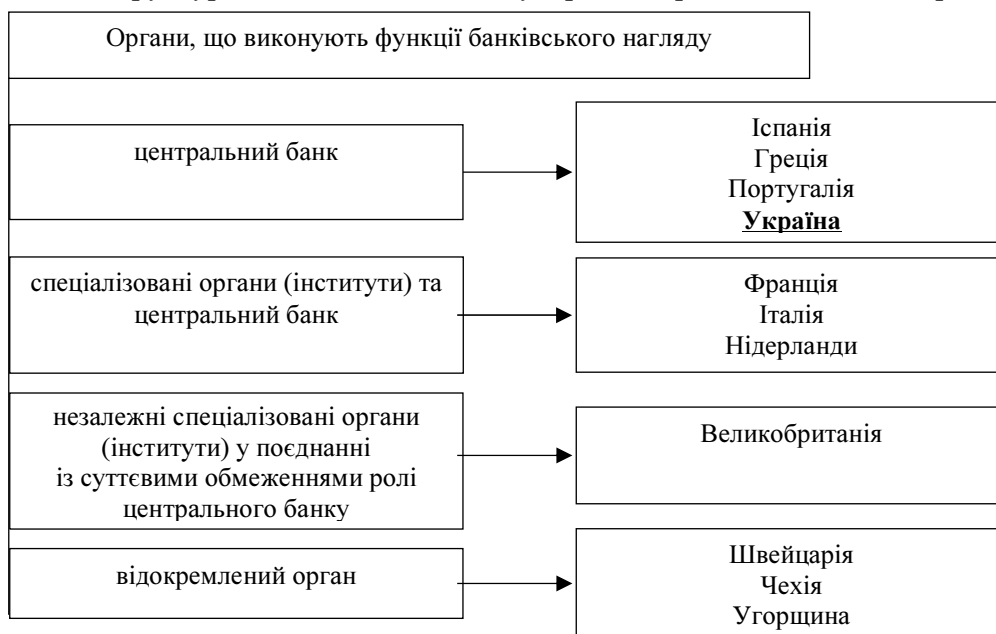 Органи, що виконують функції банківського нагляду
центральний банк
Іспанія
Греція
Португалія
Україна
спеціалізовані органи (інститути) та
центральний банк
Франція
Італія
Нідерланди
незалежні спеціалізовані органи
(інститути) у поєднанні
із суттєвими обмеженнями ролі
центрального банку
Великобританія
відокремлений орган
Швейцарія
Чехія
Угорщина